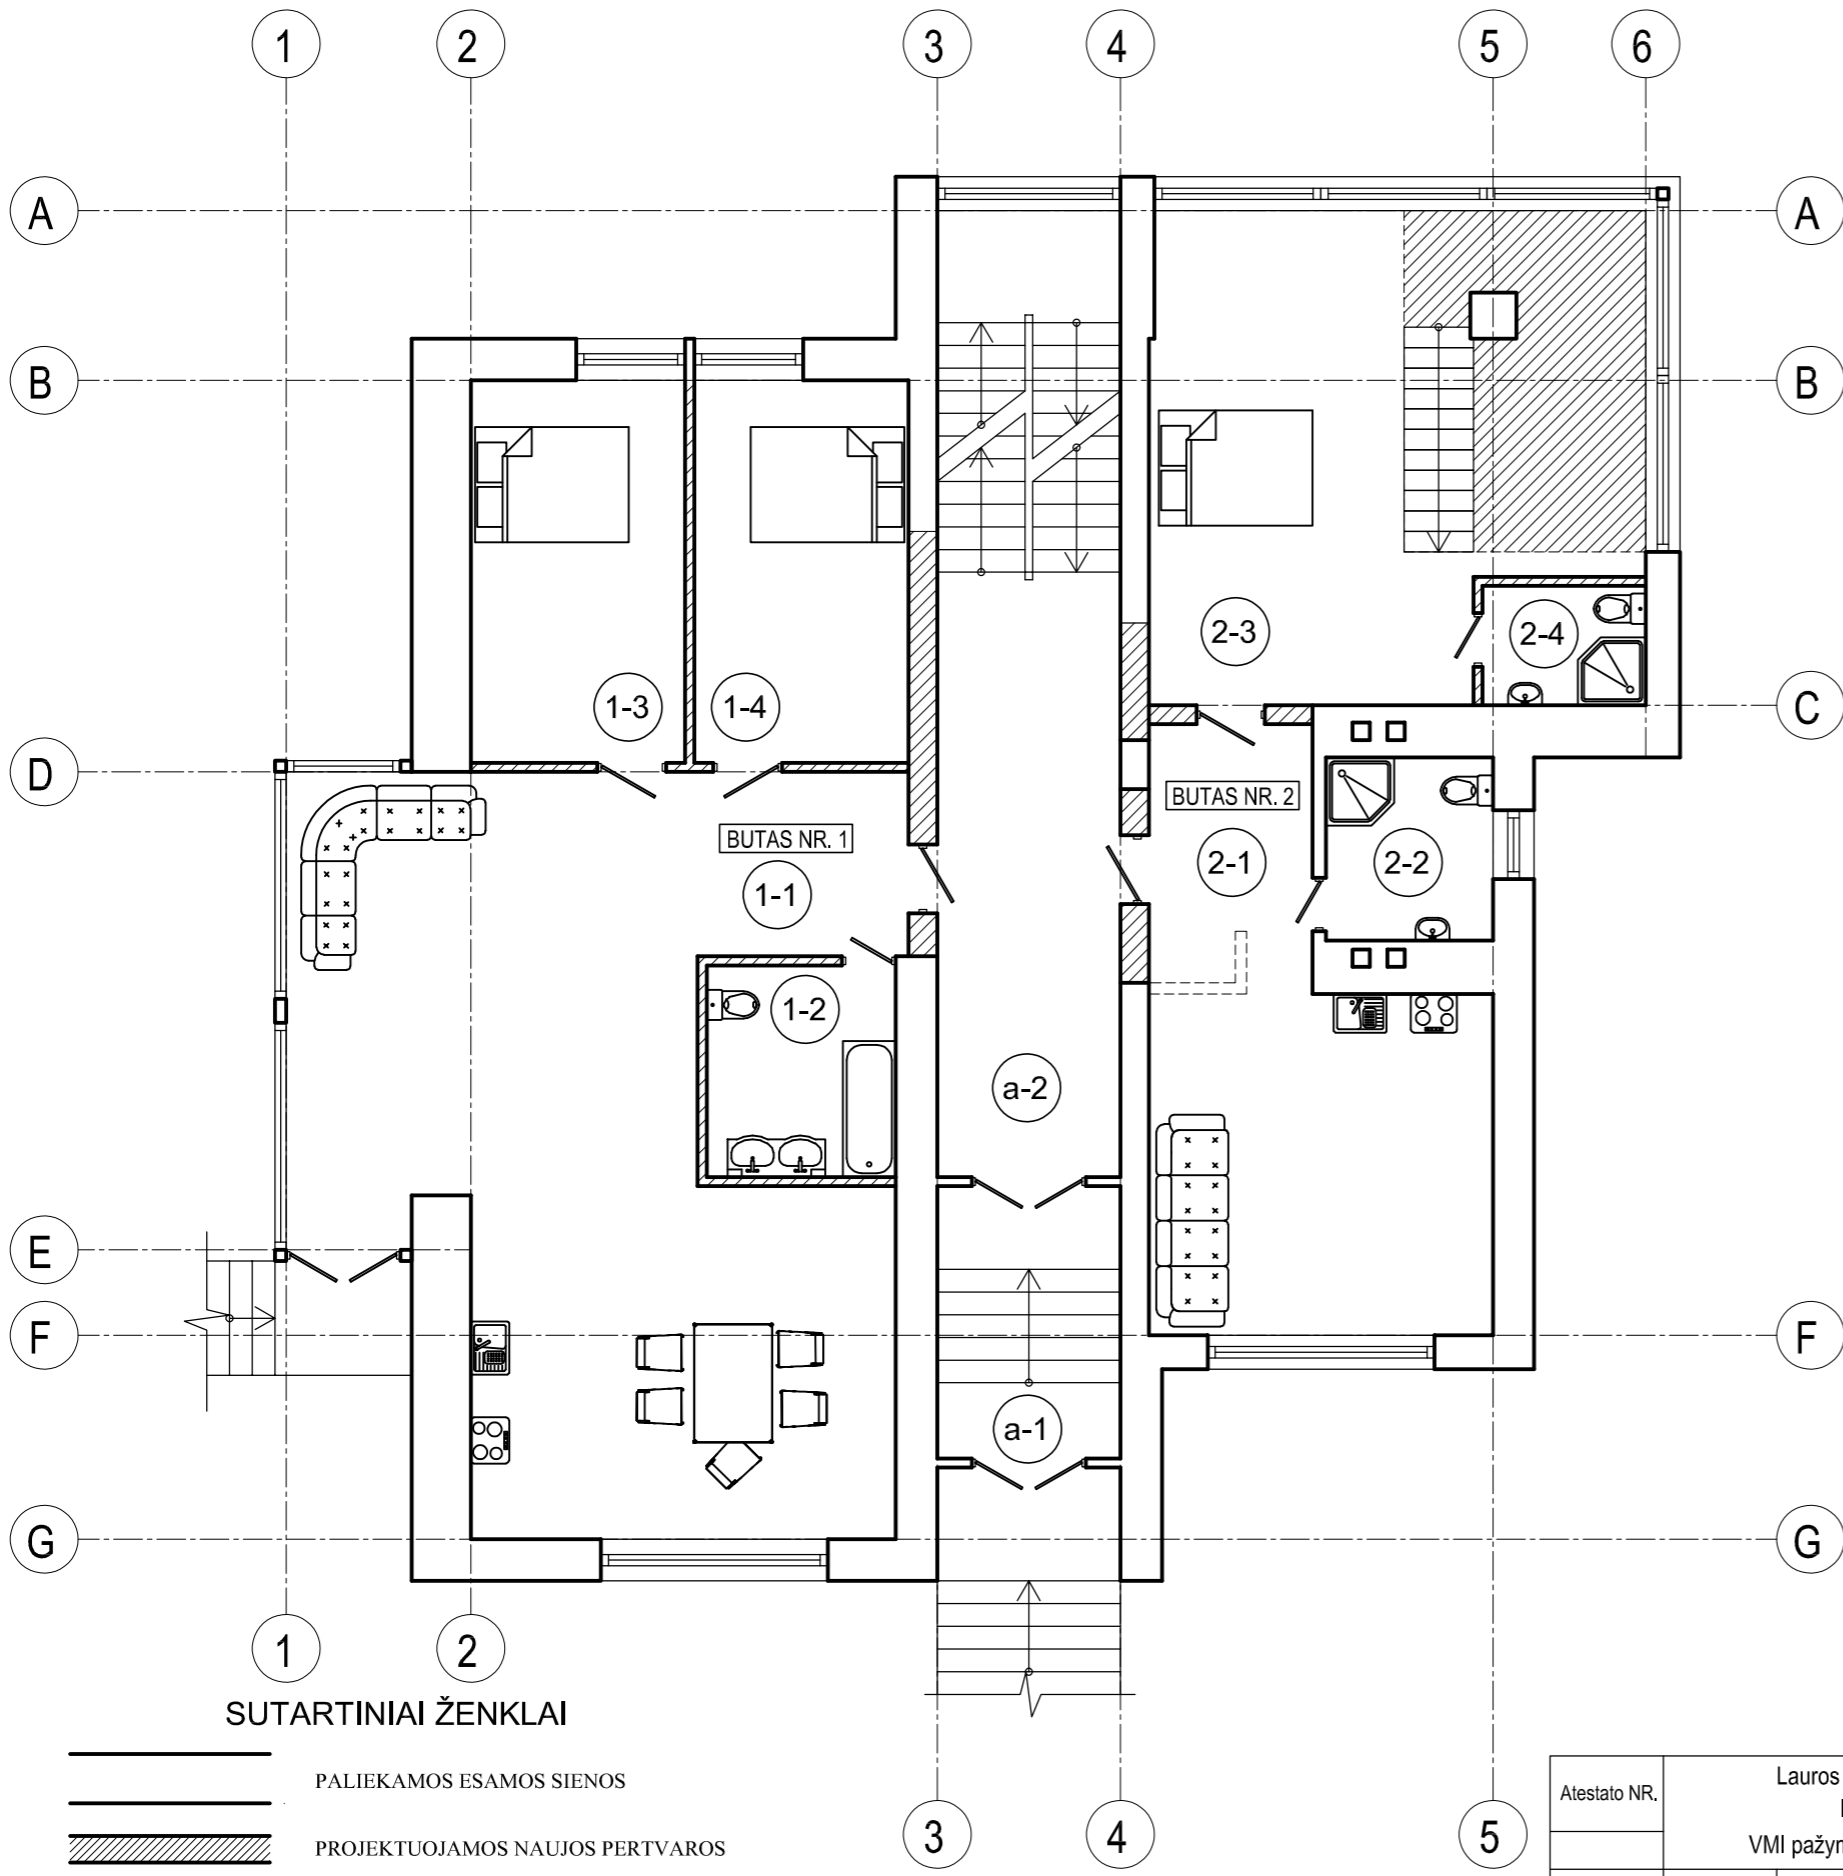 1 2 3 4 5 6
A A
B B
2-3 2-4
1-3 1-4
C
D
BUTAS NR. 2
BUTAS NR. 1
2-1 2-2
1-1
1-2
a-2
E
F F
a-1
G G
1 2
SUTARTINIAI ŽENKLAI
PALIEKAMOS ESAMOS SIENOS
PROJEKTUOJAMOS NAUJOS PERTVAROS
3 4 5
Atestato NR.
Lauros
VMI